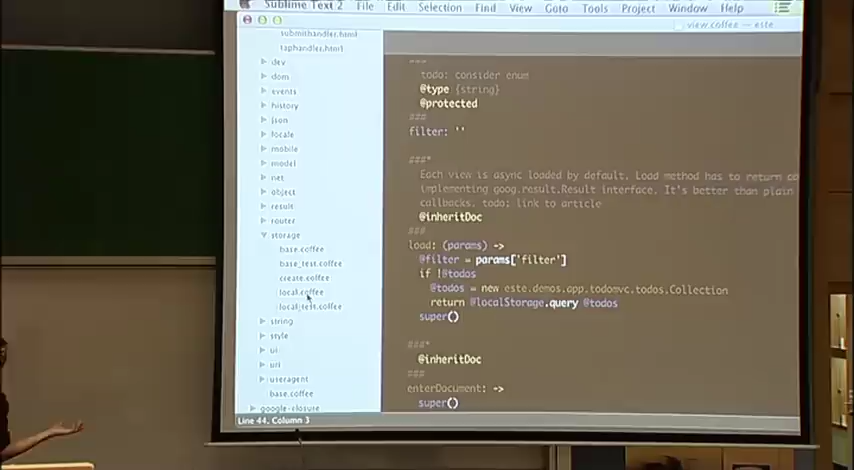 Sublime Text 2 File Edit Selection Find View Goto Tools Project Window Help
view.coffee — este
submithandler.html
taphandler.html
dev
dom
events
history
json
locale
mobile
model
net
object
result
router
storage
base.coffee
base_test.coffee
create.coffee
local.coffee
local_test.coffee
string
style
ui
uri
useragent
base.coffee
google-closure
###
todo: consider enum
@type {string}
@protected
###
filter: ''
###*
Each view is async loaded by default. Load method has to return
implementing goog.result.Result interface. It's better than plain
callbacks. todo: link to article
@inheritDoc
###
load: (params) ->
@filter = params['filter']
if !@todos
@todos = new este.demos.app.todomvc.todos.Collection
return @localStorage.query @todos
super()
###*
@inheritDoc
###
enterDocument: ->
super()
Line 44, Column 3